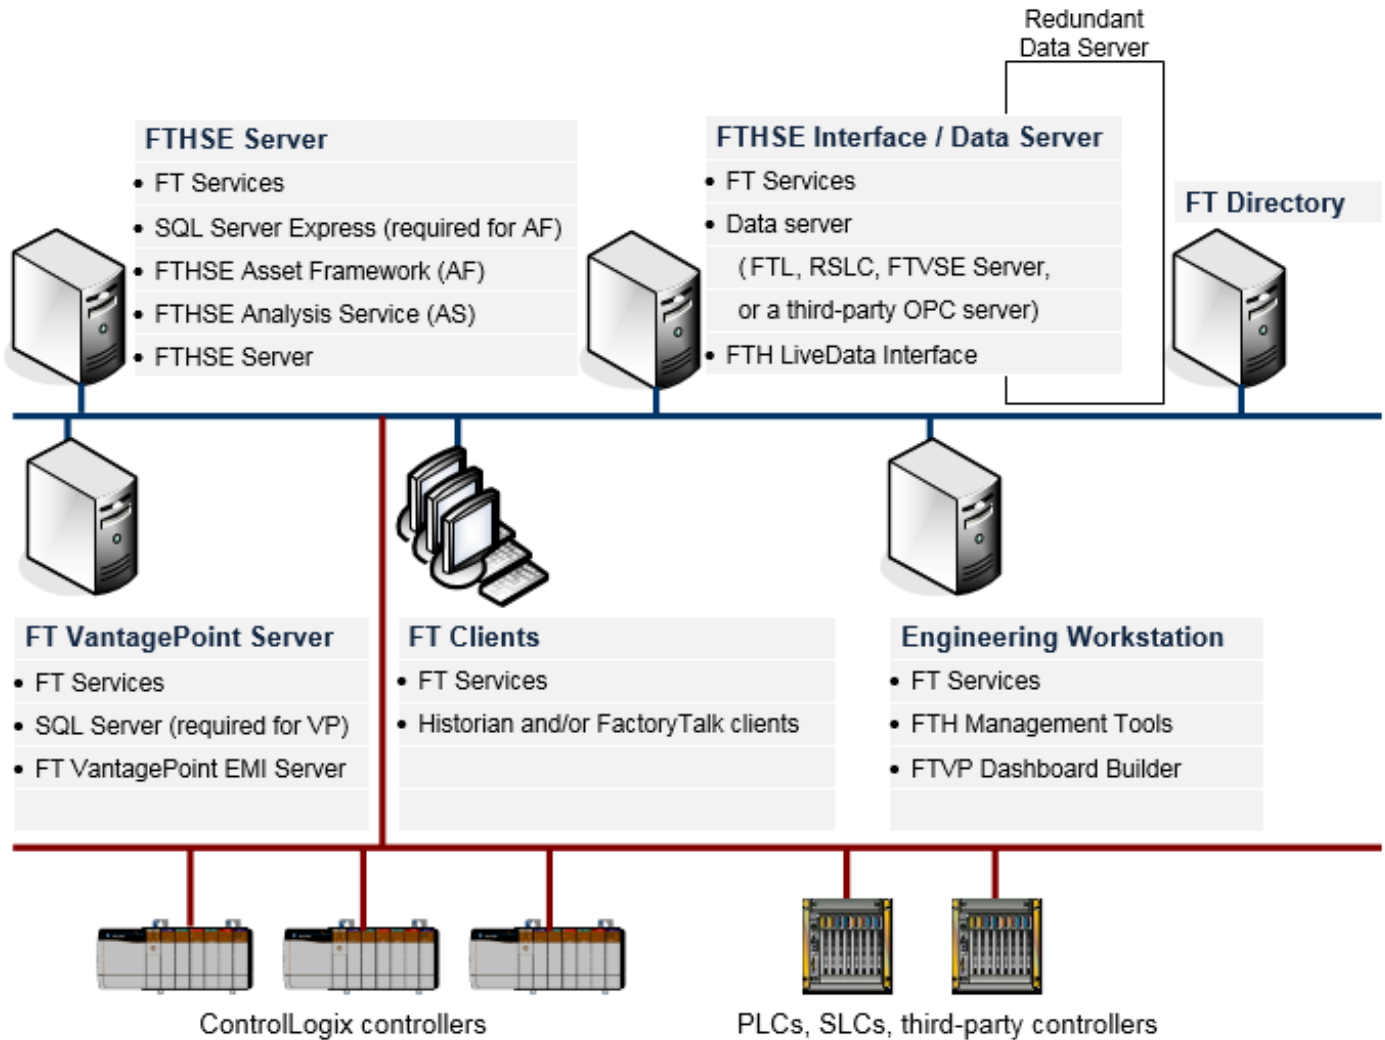 Redundant
Data Server
FTHSE Server
• FT Services
• SQL Server Express (required for AF)
• FTHSE Asset Framework (AF)
• FTHSE Analysis Service (AS)
• FTHSE Server
FTHSE Interface / Data Server
• FT Services
• Data server
( FTL, RSLC, FTVSE Server,
or a third-party OPC server)
• FTH LiveData Interface
FT Directory
FT VantagePoint Server
• FT Services
• SQL Server (required for VP)
• FT VantagePoint EMI Server
FT Clients
• FT Services
• Historian and/or FactoryTalk clients
Engineering Workstation
• FT Services
• FTH Management Tools
• FTVP Dashboard Builder
ControlLogix controllers
PLCs, SLCs, third-party controllers